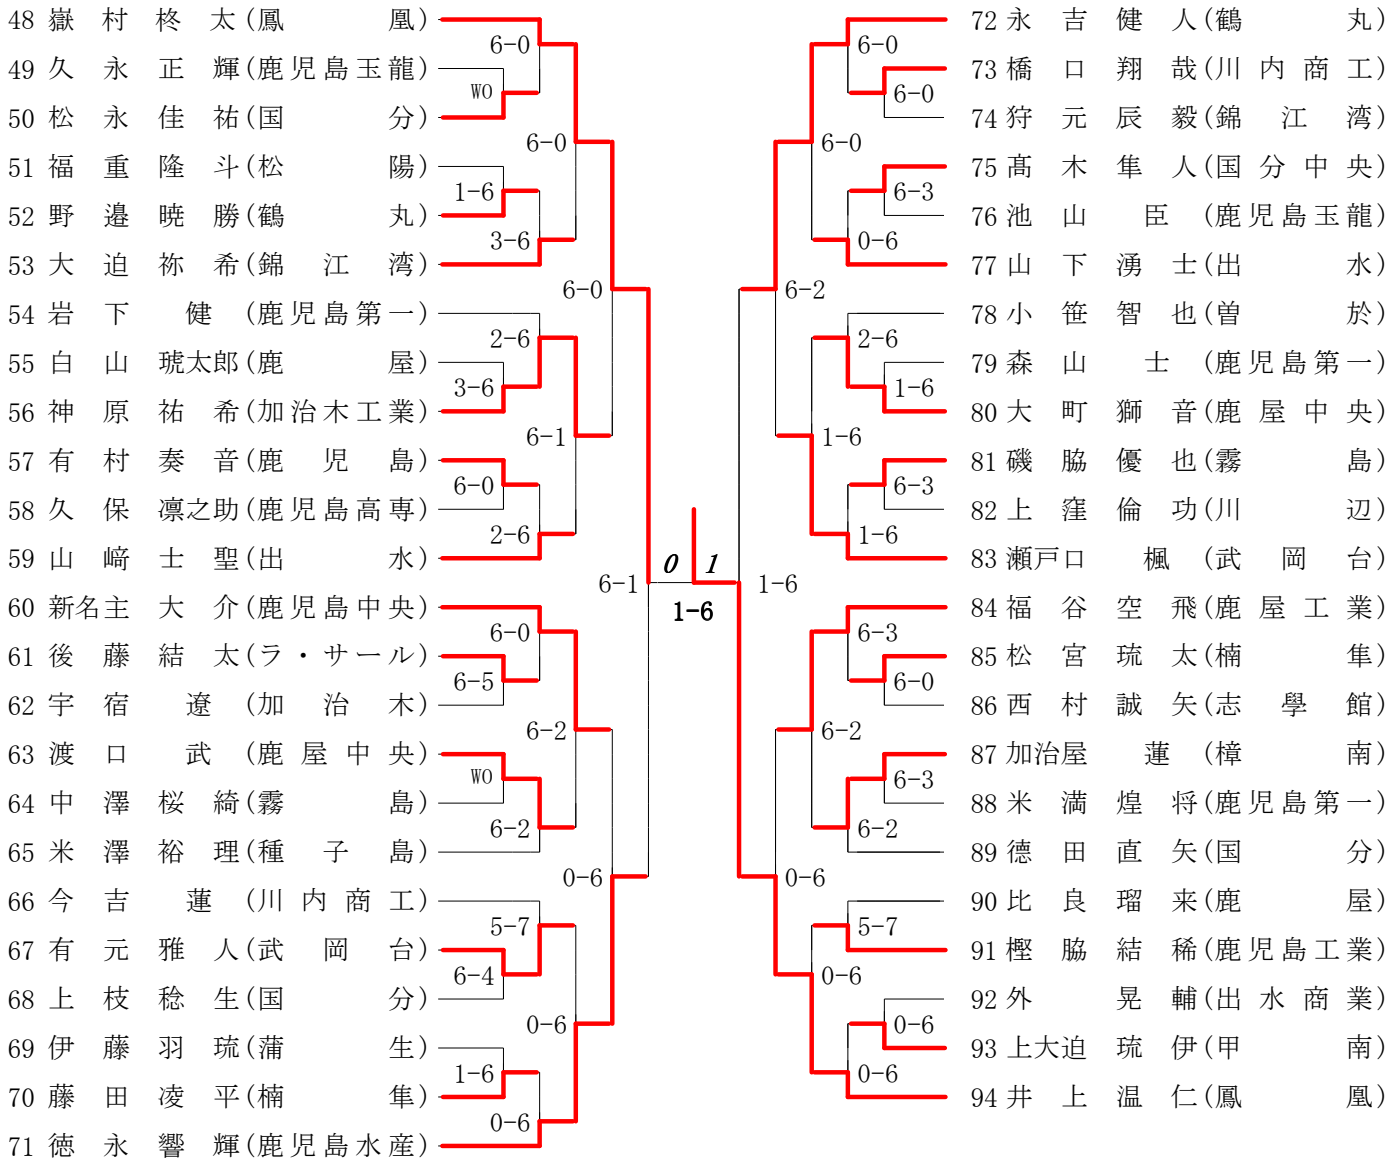 48 嶽村柊太(鳳凰)
49 久永正輝(鹿児島玉龍)
50 松永佳祐(国分)
51 福重隆斗(松陽)
52 野邉暁勝(鶴丸)
53 大迫祢希(錦江湾)
54 岩下健(鹿児島第一)
55 白山琥太郎(鹿屋)
56 神原祐希(加治木工業)
57 有村奏音(鹿児島)
58 久保凛之助(鹿児島高専)
59 山﨑士聖(出水)
60 新名主大介(鹿児島中央)
61 後藤結太(ラ・サール)
62 宇宿遼(加治木)
63 渡口武(鹿屋中央)
64 中澤桜綺(霧島)
65 米澤裕理(種子島)
66 今吉蓮(川内商工)
67 有元雅人(武岡台)
68 上枝稔生(国分)
69 伊藤羽琉(蒲生)
70 藤田凌平(楠隼)
71 徳永響輝(鹿児島水産)
6-0
WO
6-0
1-6
3-6
6-0
2-6
3-6
6-1
6-0
2-6
6-1
6-0
6-5
6-2
WO
6-2
0-6
5-7
6-4
0-6
1-6
0-6
0 1
1-6
72 永吉健人(鶴丸)
73 橋口翔哉(川内商工)
74 狩元辰毅(錦江湾)
75 髙木隼人(国分中央)
76 池山臣(鹿児島玉龍)
77 山下湧士(出水)
78 小笹智也(曽於)
79 森山士(鹿児島第一)
80 大町獅音(鹿屋中央)
81 磯脇優也(霧島)
82 上窪倫功(川辺)
83 瀬戸口楓(武岡台)
84 福谷空飛(鹿屋工業)
85 松宮琉太(楠隼)
86 西村誠矢(志學館)
87 加治屋蓮(樟南)
88 米満煌将(鹿児島第一)
89 德田直矢(国分)
90 比良瑠来(鹿屋)
91 樫脇結稀(鹿児島工業)
92 外晃輔(出水商業)
93 上大迫琉伊(甲南)
94 井上温仁(鳳凰)
6-0
6-0
6-0
6-3
0-6
6-2
2-6
1-6
1-6
6-3
1-6
1-6
6-3
6-0
6-2
6-3
6-2
0-6
5-7
0-6
0-6
0-6